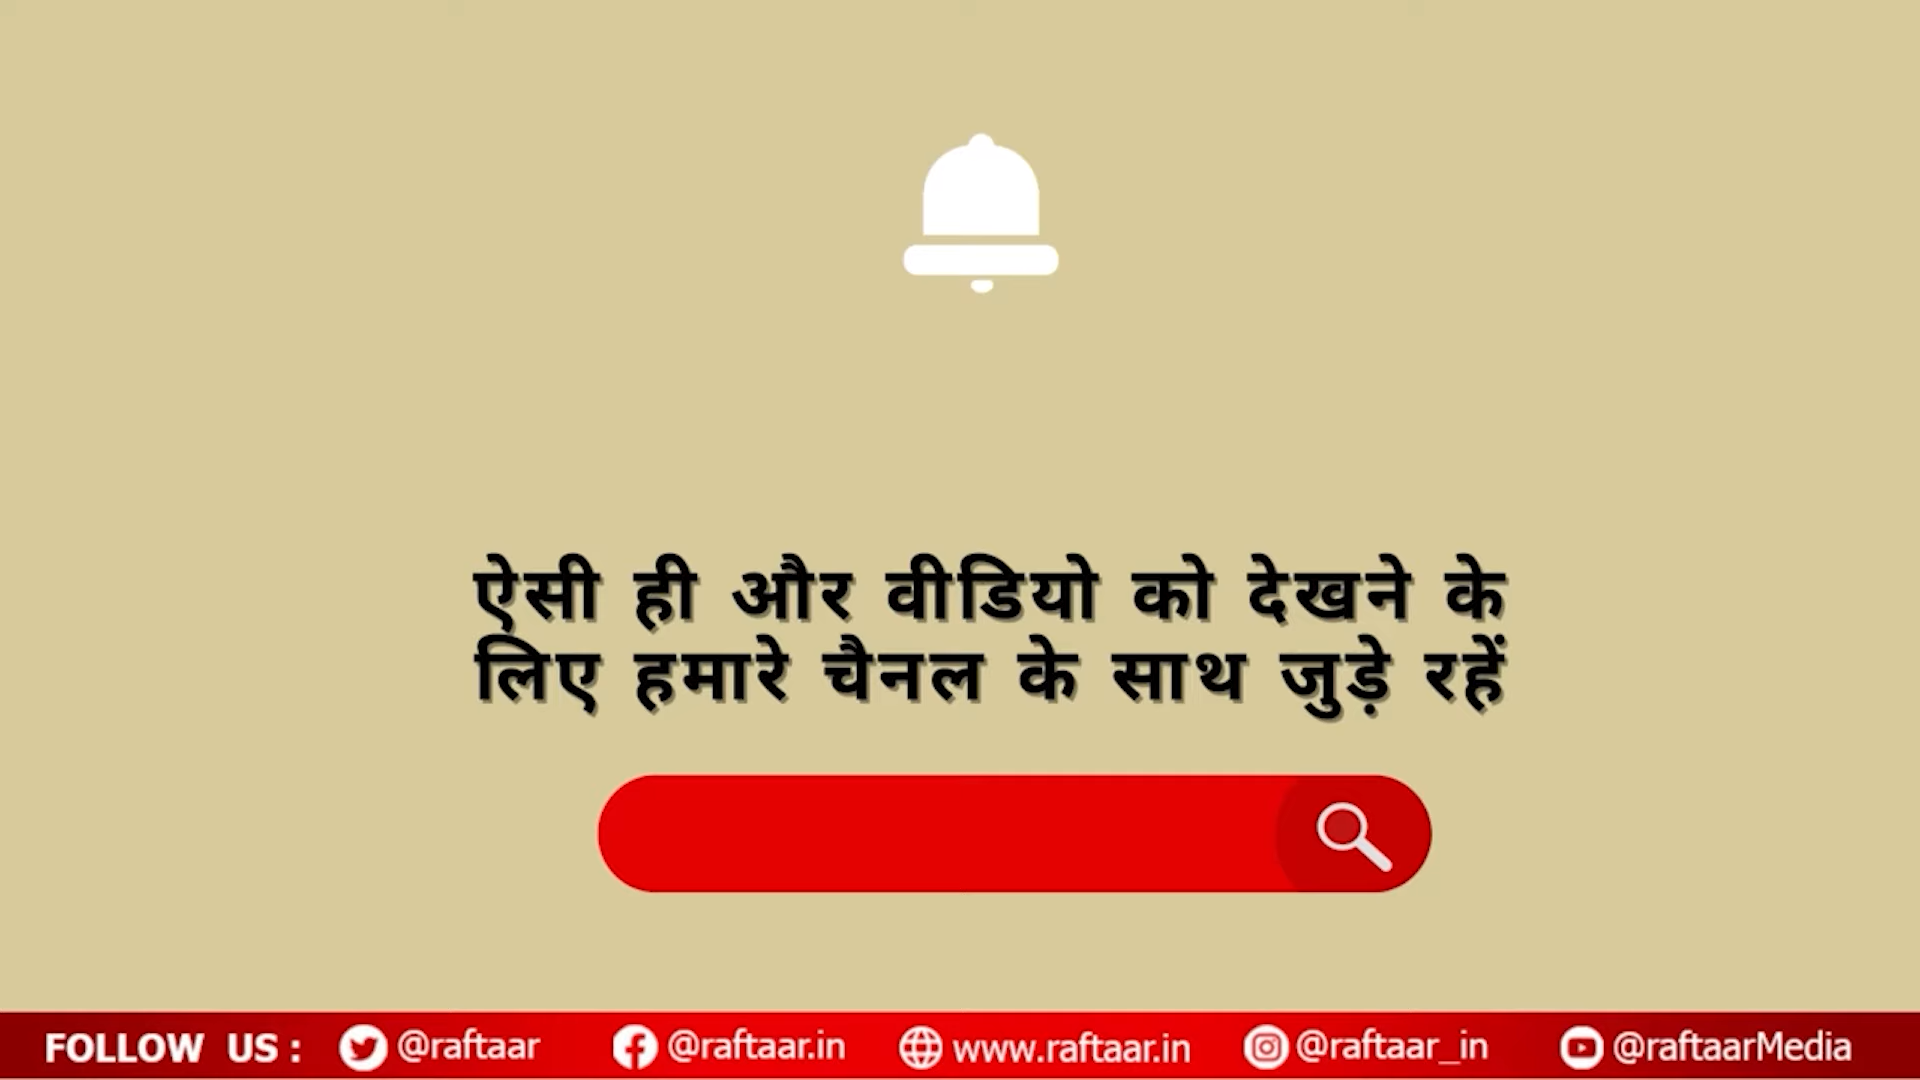 ऐसी ही और वीडियो को देखने के
लिए हमारे चैनल के साथ जुड़े रहें
FOLLOW US : @raftaar @raftaar.in www.raftaar.in @raftaar_in @raftaarMedia